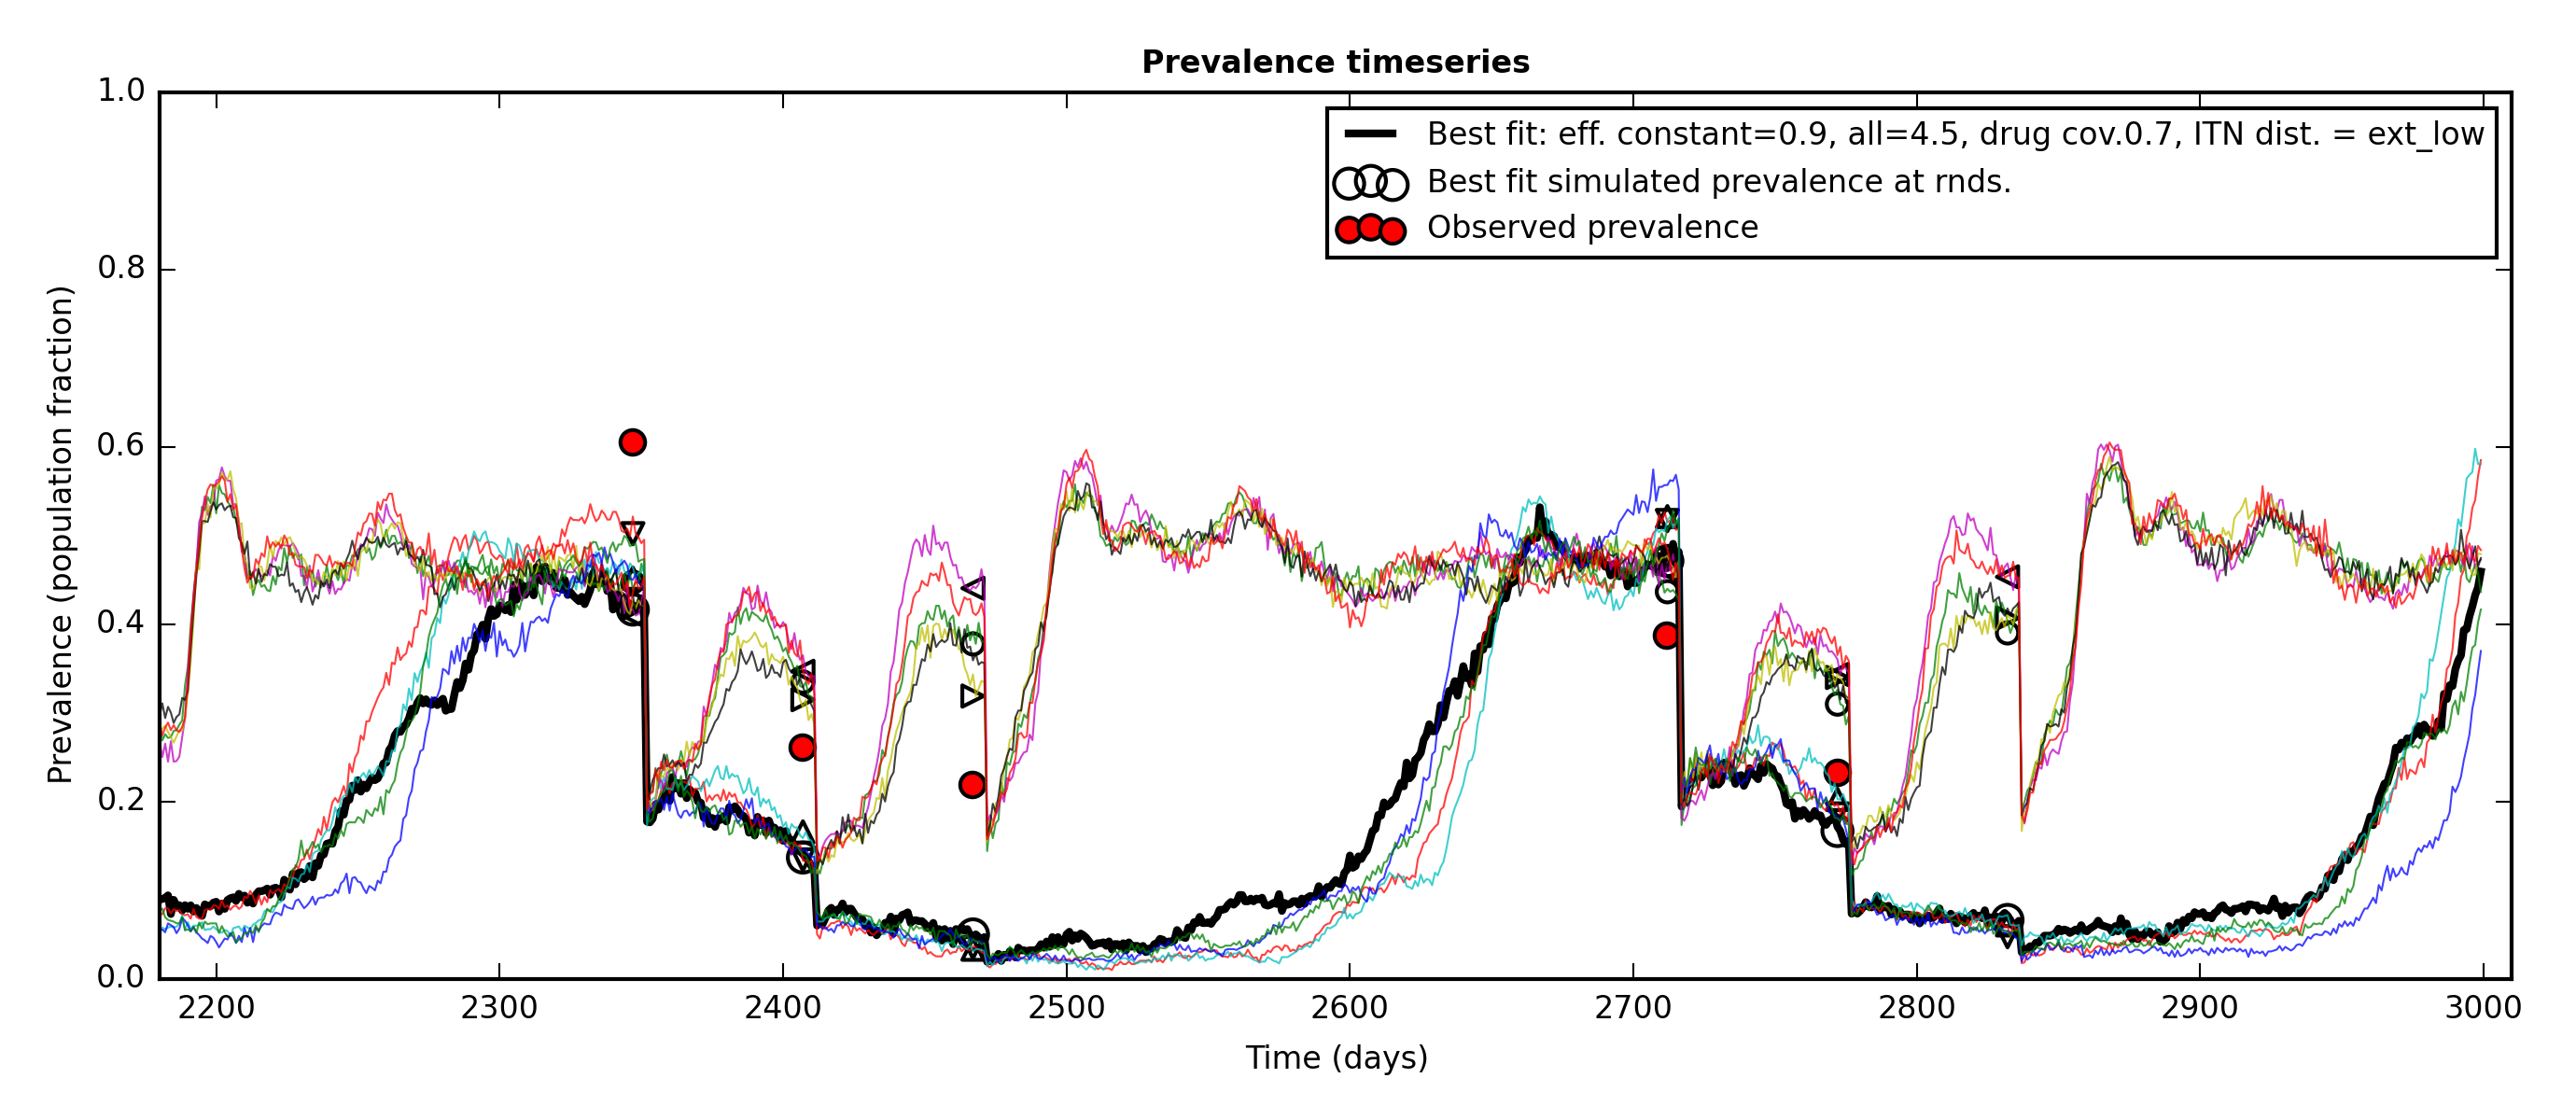 Prevalence timeseries
Best fit: eff. constant=0.9, all=4.5, drug cov.0.7, ITN dist. = ext_low
Best fit simulated prevalence at rnds.
Observed prevalence
Prevalence (population fraction)
1.0
0.8
0.6
0.4
0.2
0.0
2200 2300 2400 2500 2600 2700 2800 2900 3000
Time (days)